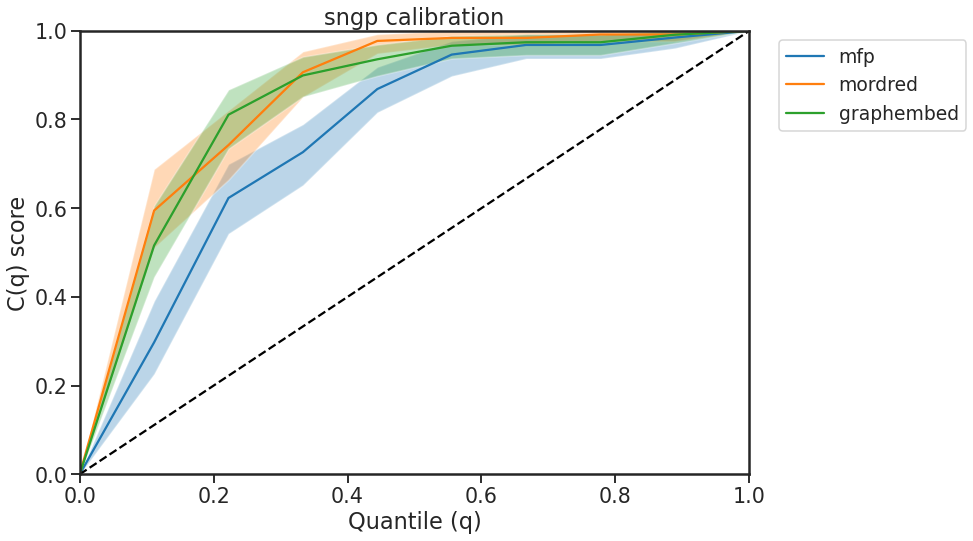 sngp calibration
1.0
0.8
0.6
0.4
0.2
0.0
C(q) score
0.0 0.2 0.4 0.6 0.8 1.0
Quantile (q)
mfp
mordred
graphembed